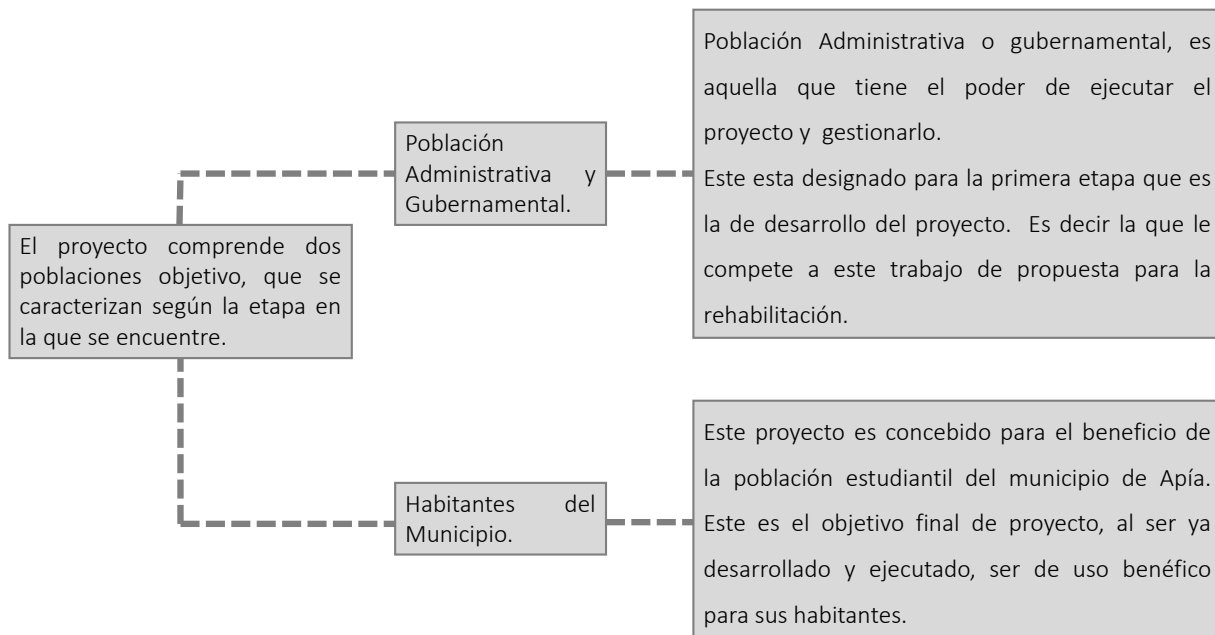 El proyecto comprende dos
poblaciones objetivo, que se
caracterizan según la etapa en
la que se encuentre.
Población
Administrativa y
Gubernamental.
Población Administrativa o gubernamental, es
aquella que tiene el poder de ejecutar el
proyecto y gestionarlo.
Este esta designado para la primera etapa que es
la de desarrollo del proyecto. Es decir la que le
compete a este trabajo de propuesta para la
rehabilitación.
Habitantes del
Municipio.
Este proyecto es concebido para el beneficio de
la población estudiantil del municipio de Apía.
Este es el objetivo final de proyecto, al ser ya
desarrollado y ejecutado, ser de uso benéfico
para sus habitantes.